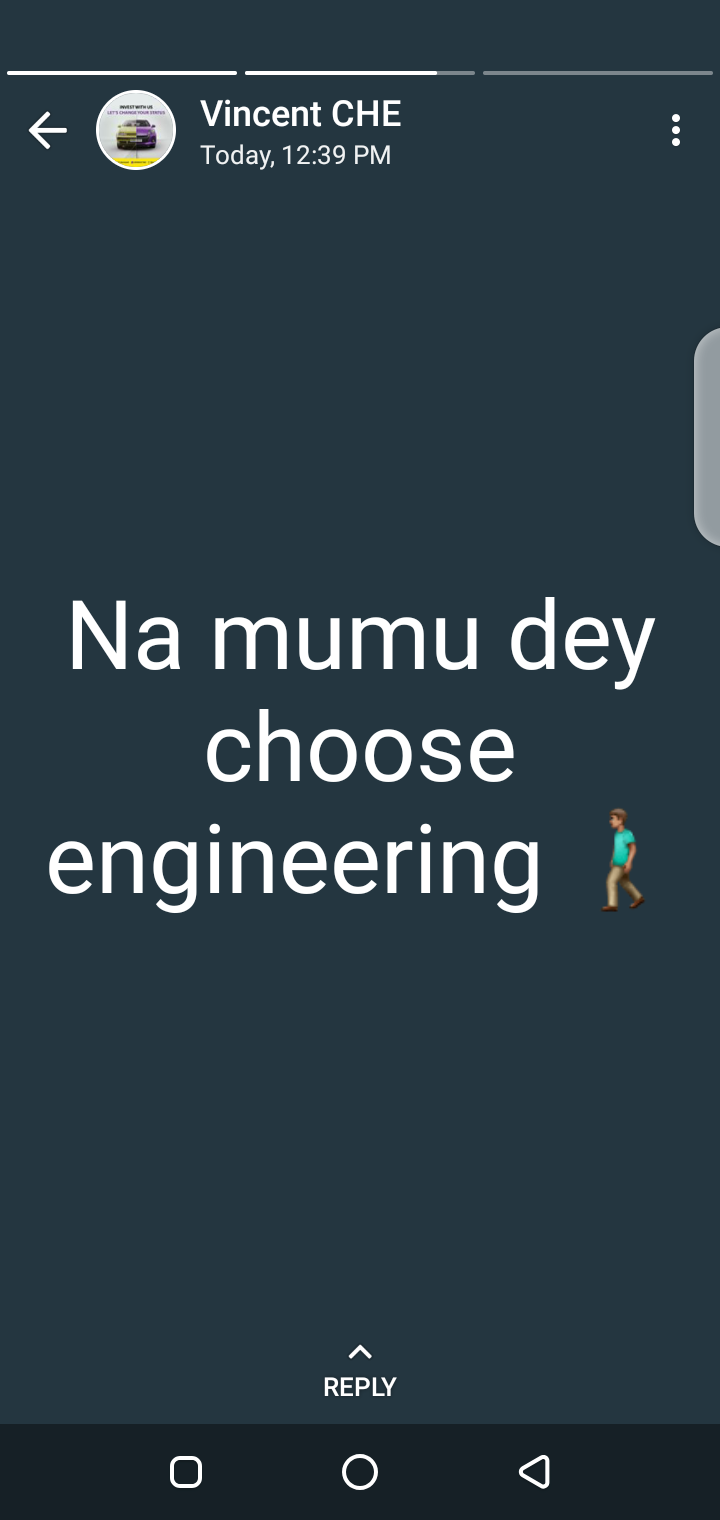 INVEST WITH US
LET'S CHANGE YOUR STATUS
Vincent CHE
Today, 12:39 PM
Na mumu dey
choose
engineering 🚶🏽‍♂️
REPLY